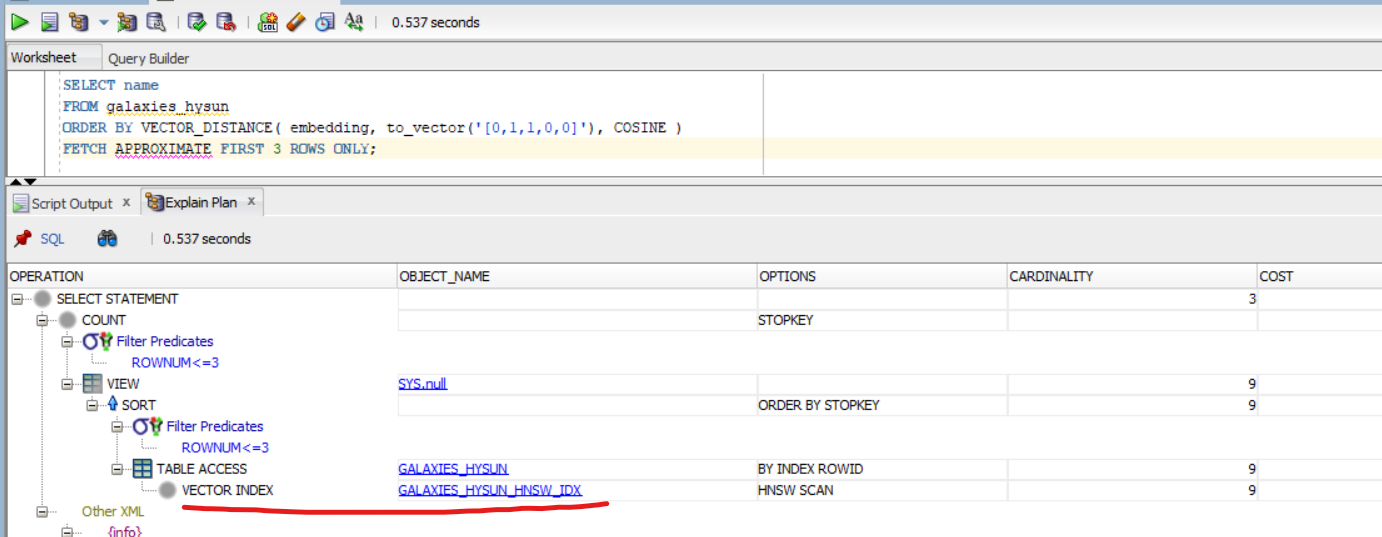 0.537 seconds
Worksheet Query Builder
SELECT name
FROM galaxies_hysun
ORDER BY VECTOR_DISTANCE( embedding, to_vector('[0,1,1,0,0]'), COSINE )
FETCH APPROXIMATE FIRST 3 ROWS ONLY;
Script Output x Explain Plan x
SQL 0.537 seconds
OPERATION OBJECT_NAME OPTIONS CARDINALITY COST
SELECT STATEMENT 3
COUNT STOPKEY
Filter Predicates
ROWNUM<=3
VIEW SYS.null 9
SORT ORDER BY STOPKEY 9
Filter Predicates
ROWNUM<=3
TABLE ACCESS GALAXIES_HYSUN BY INDEX ROWID 9
VECTOR INDEX GALAXIES_HYSUN_HNSW_IDX HNSW SCAN 9
Other XML
{info}